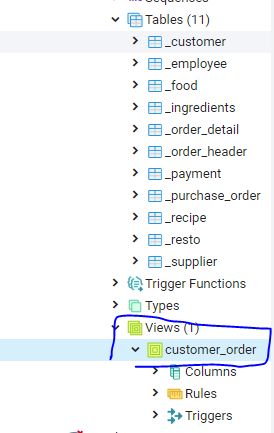 Sequences
Tables (11)
_customer
_employee
_food
_ingredients
_order_detail
_order_header
_payment
_purchase_order
_recipe
_resto
_supplier
Trigger Functions
Types
Views (1)
customer_order
Columns
Rules
Triggers